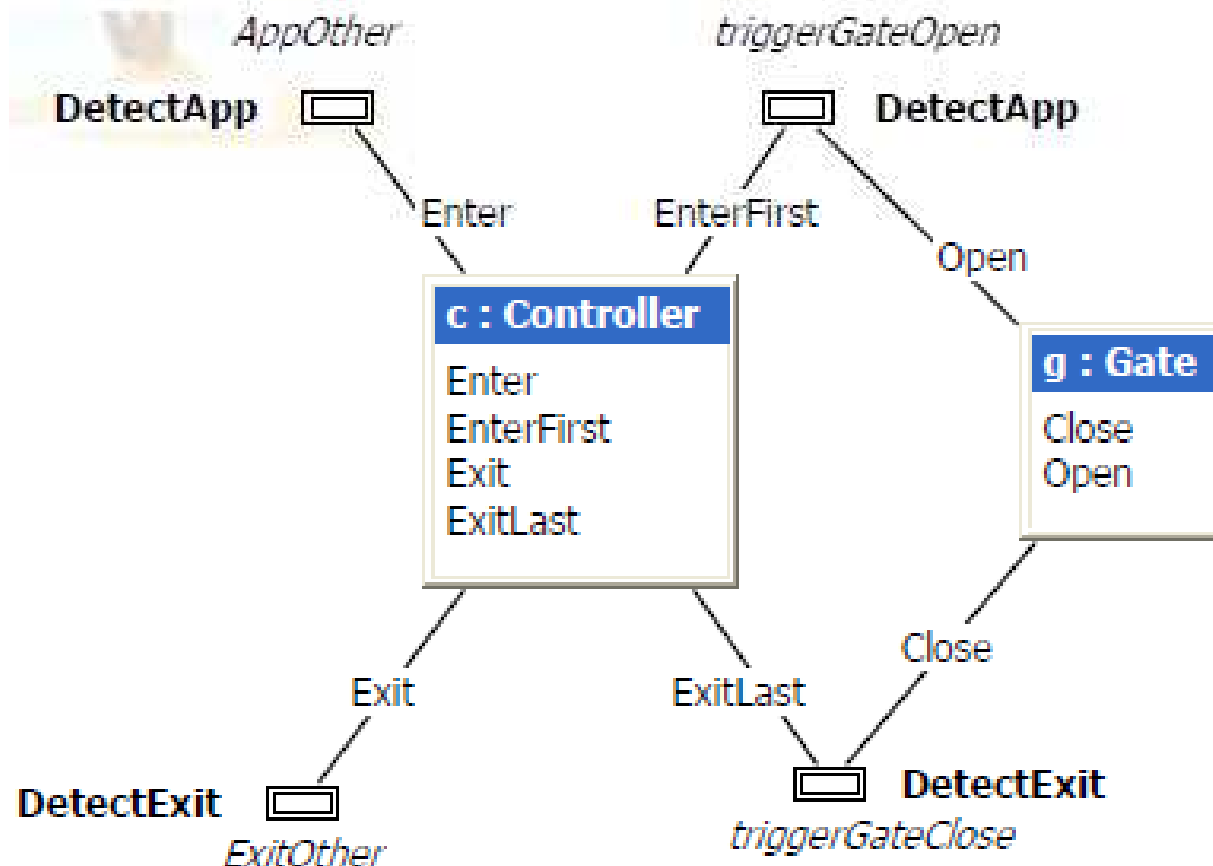 AppOther
triggerGateOpen
DetectApp
DetectApp
Enter
EnterFirst
Open
c : Controller
Enter
EnterFirst
Exit
ExitLast
g : Gate
Close
Open
Close
Exit
ExitLast
DetectExit
DetectExit
ExitOther
triggerGateClose